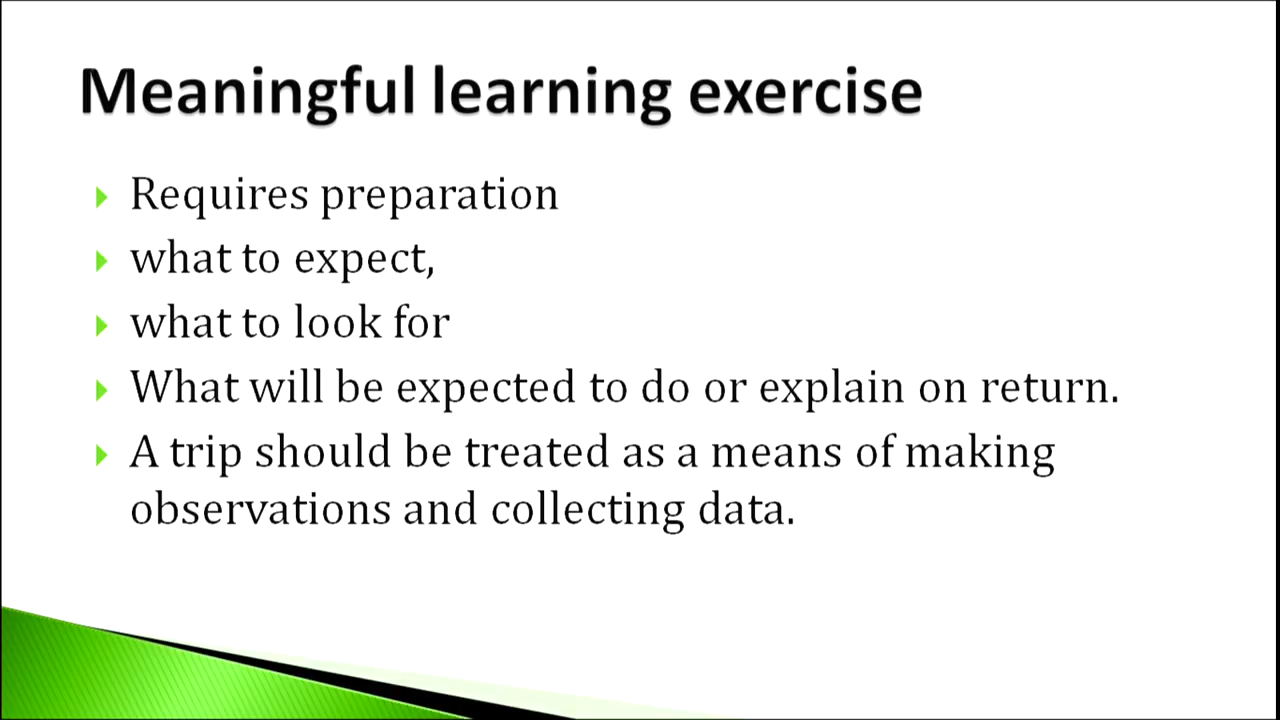 Meaningful learning exercise
Requires preparation
what to expect,
what to look for
What will be expected to do or explain on return.
A trip should be treated as a means of making
observations and collecting data.